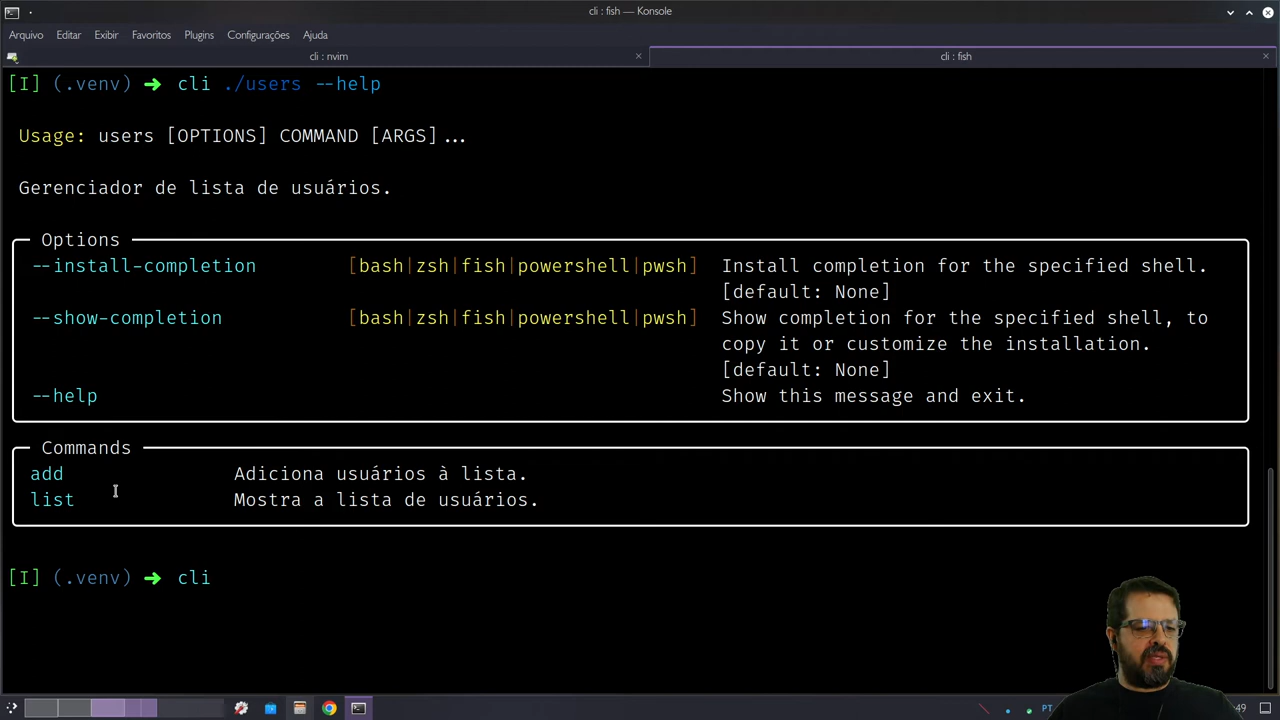 cli : fish — Konsole
Arquivo Editar Exibir Favoritos Plugins Configurações Ajuda
cli : nvim
cli : fish
[I] (.venv) ➜ cli ./users --help
Usage: users [OPTIONS] COMMAND [ARGS]...
Gerenciador de lista de usuários.
Options
--install-completion [bash|zsh|fish|powershell|pwsh] Install completion for the specified shell.
[default: None]
--show-completion [bash|zsh|fish|powershell|pwsh] Show completion for the specified shell, to
copy it or customize the installation.
[default: None]
--help Show this message and exit.
Commands
add Adiciona usuários à lista.
list Mostra a lista de usuários.
[I] (.venv) ➜ cli
PT